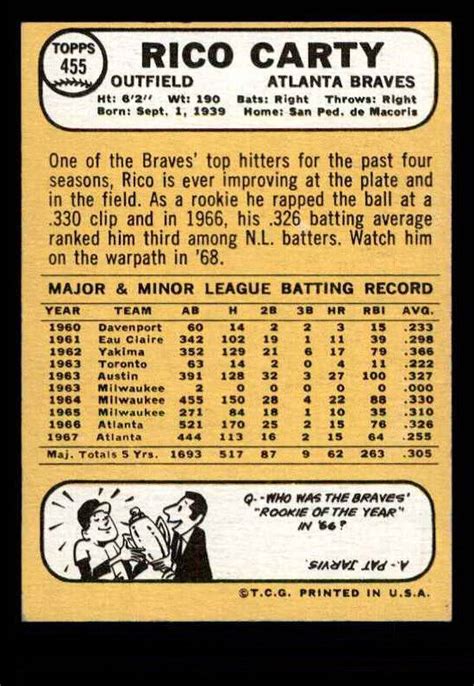 TOPPS
455
RICO CARTY
OUTFIELD ATLANTA BRAVES
Ht: 6'2" Wt: 190 Bats: Right Throws: Right
Born: Sept. 1, 1939 Home: San Ped. de Macoris
One of the Braves' top hitters for the past four
seasons, Rico is ever improving at the plate and
in the field. As a rookie he rapped the ball at a
.330 clip and in 1966, his .326 batting average
ranked him third among N.L. batters. Watch him
on the warpath in '68.
MAJOR & MINOR LEAGUE BATTING RECORD
YEAR TEAM AB H 2B 3B HR RBI AVG.
1960 Davenport 60 14 2 2 3 15 .233
1961 Eau Claire 342 102 19 1 11 39 .298
1962 Yakima 352 129 21 6 17 79 .366
1963 Toronto 63 14 2 0 4 11 .222
1963 Austin 391 128 32 3 27 100 .327
1963 Milwaukee 2 0 0 0 0 0 .000
1964 Milwaukee 455 150 28 4 22 88 .330
1965 Milwaukee 271 84 18 1 10 35 .310
1966 Atlanta 521 170 25 2 15 76 .326
1967 Atlanta 444 113 16 2 15 64 .255
Maj. Totals 5 Yrs. 1693 517 87 9 62 263 .305
Q.-WHO WAS THE BRAVES'
"ROOKIE OF THE YEAR"
IN '66?
A.- PAT JARVIS.
©T.C.G. PRINTED IN U.S.A.